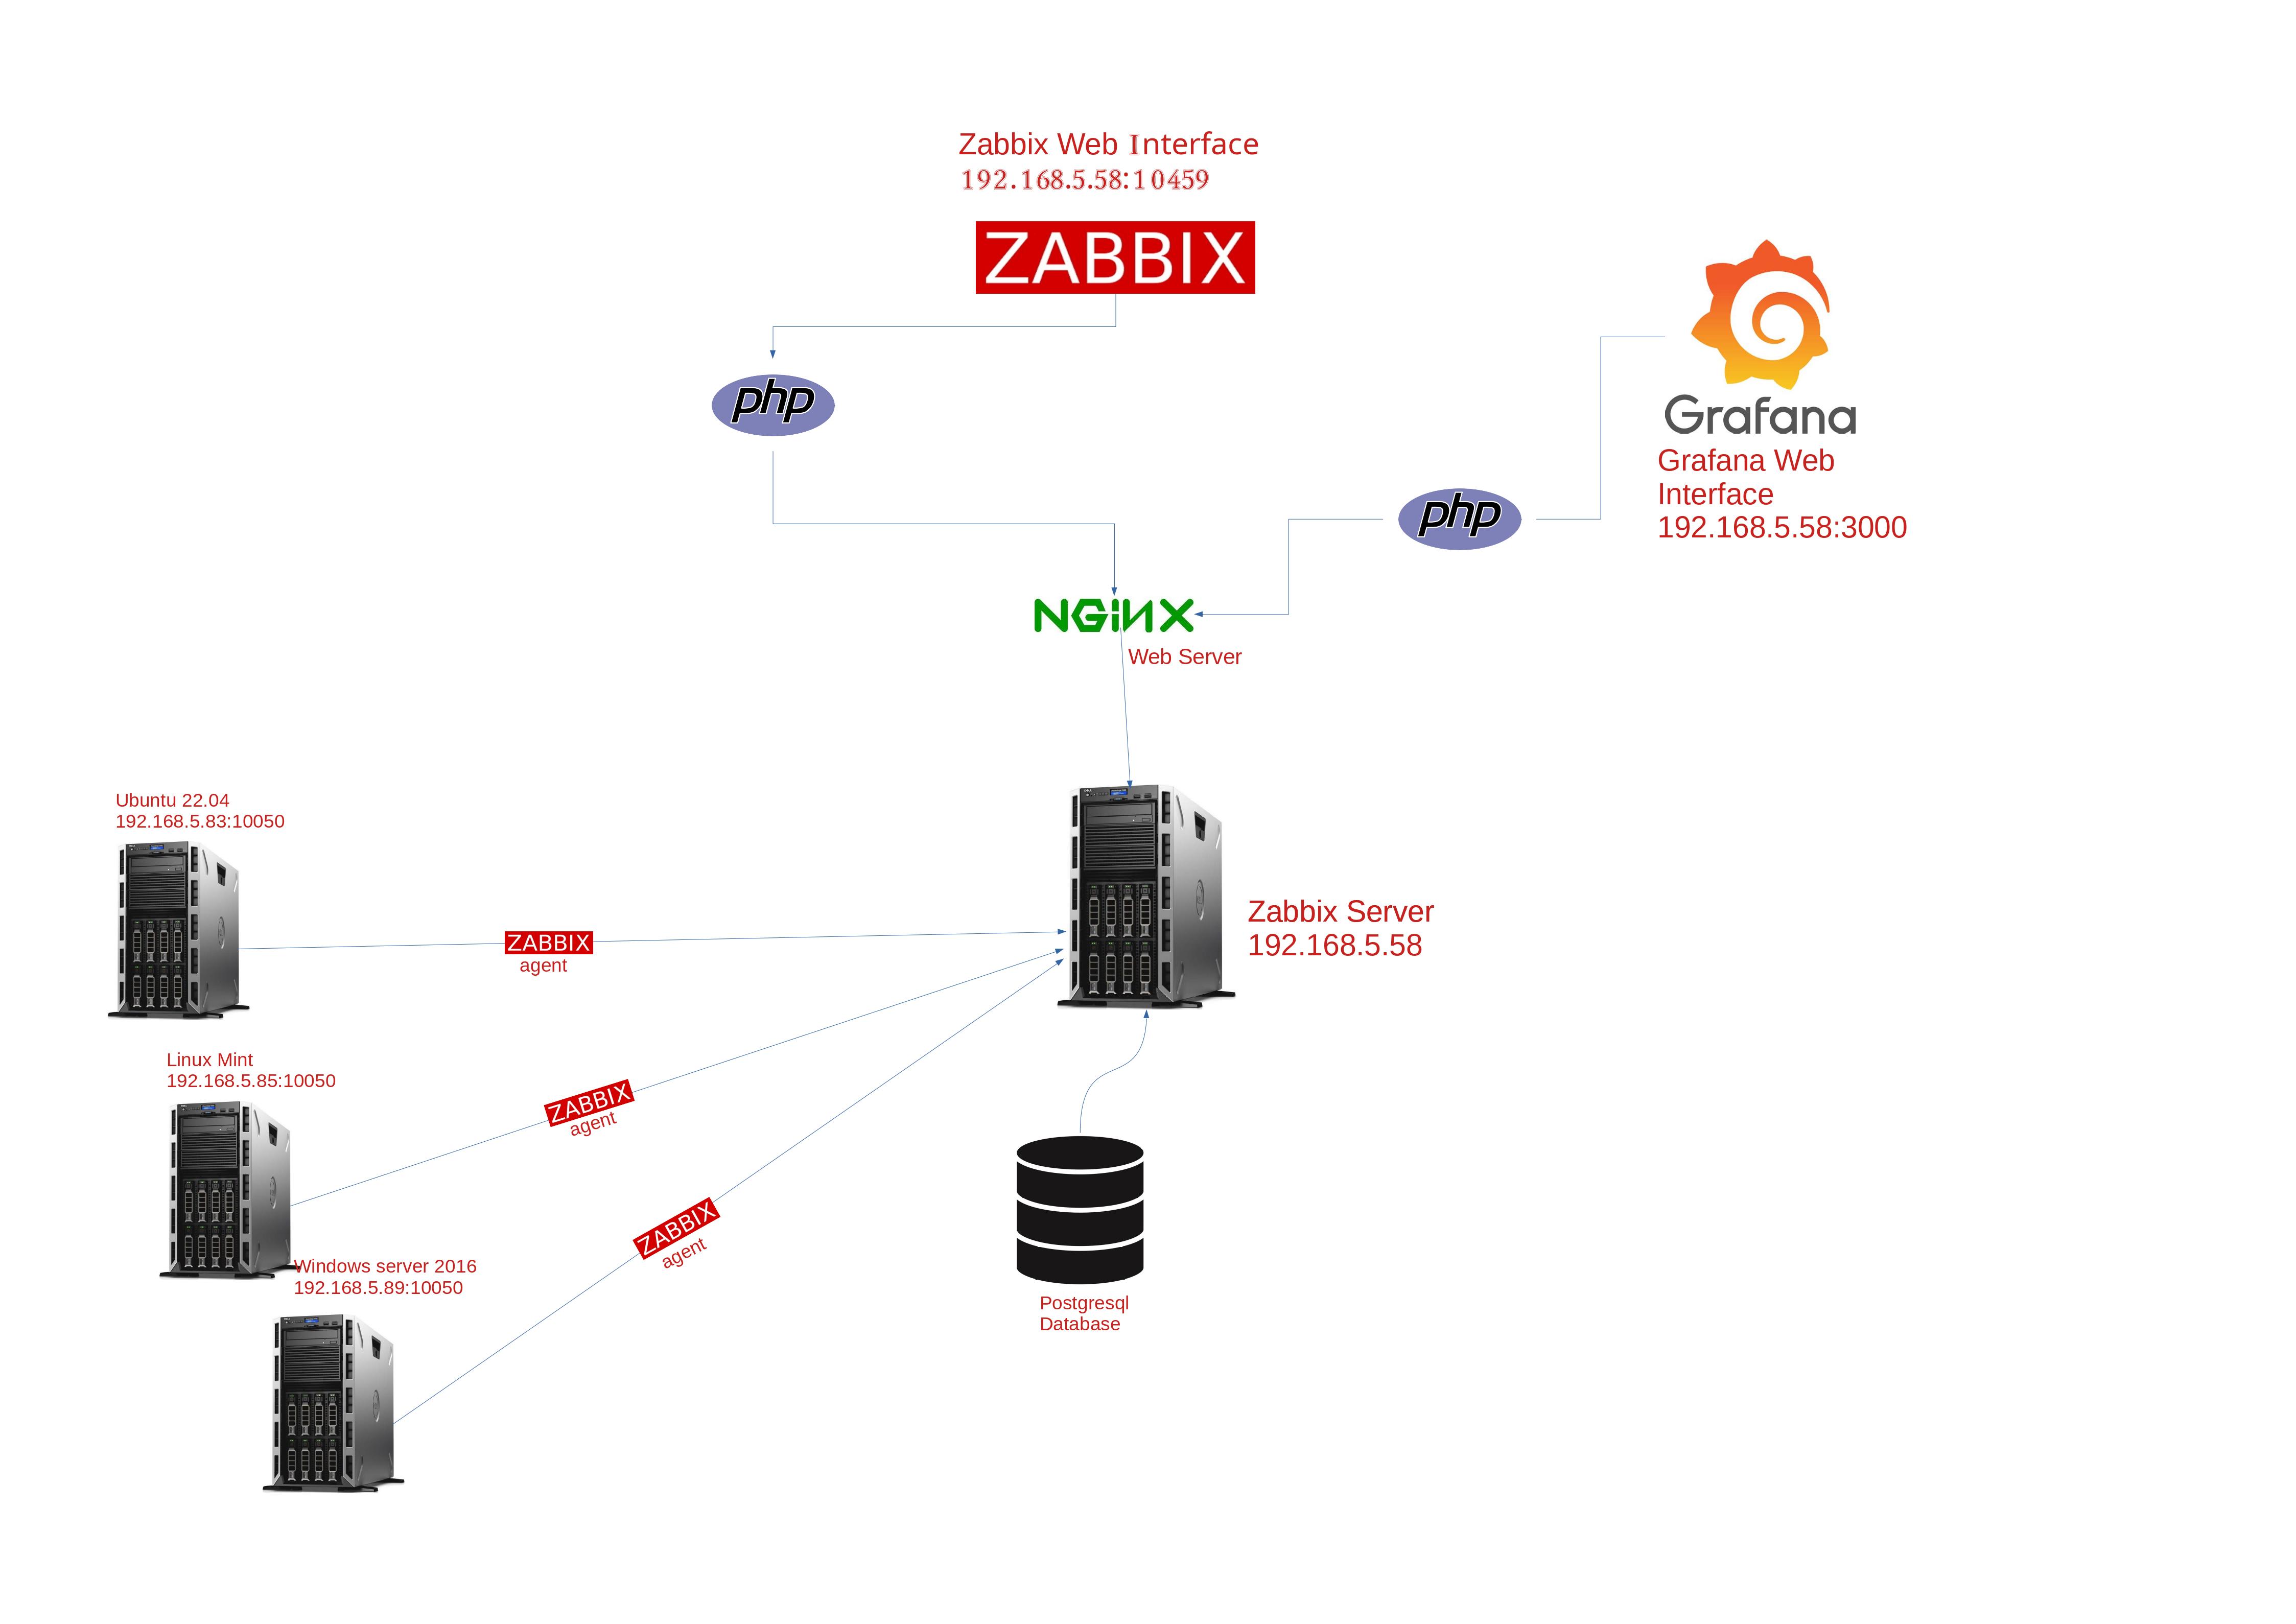 Zabbix Web Interface
192.168.5.58:10459
ZABBIX
php
Grafana
Grafana Web
Interface
192.168.5.58:3000
php
NGiNX
Web Server
Ubuntu 22.04
192.168.5.83:10050
ZABBIX
agent
Zabbix Server
192.168.5.58
Linux Mint
192.168.5.85:10050
ZABBIX
agent
Windows server 2016
192.168.5.89:10050
ZABBIX
agent
Postgresql
Database